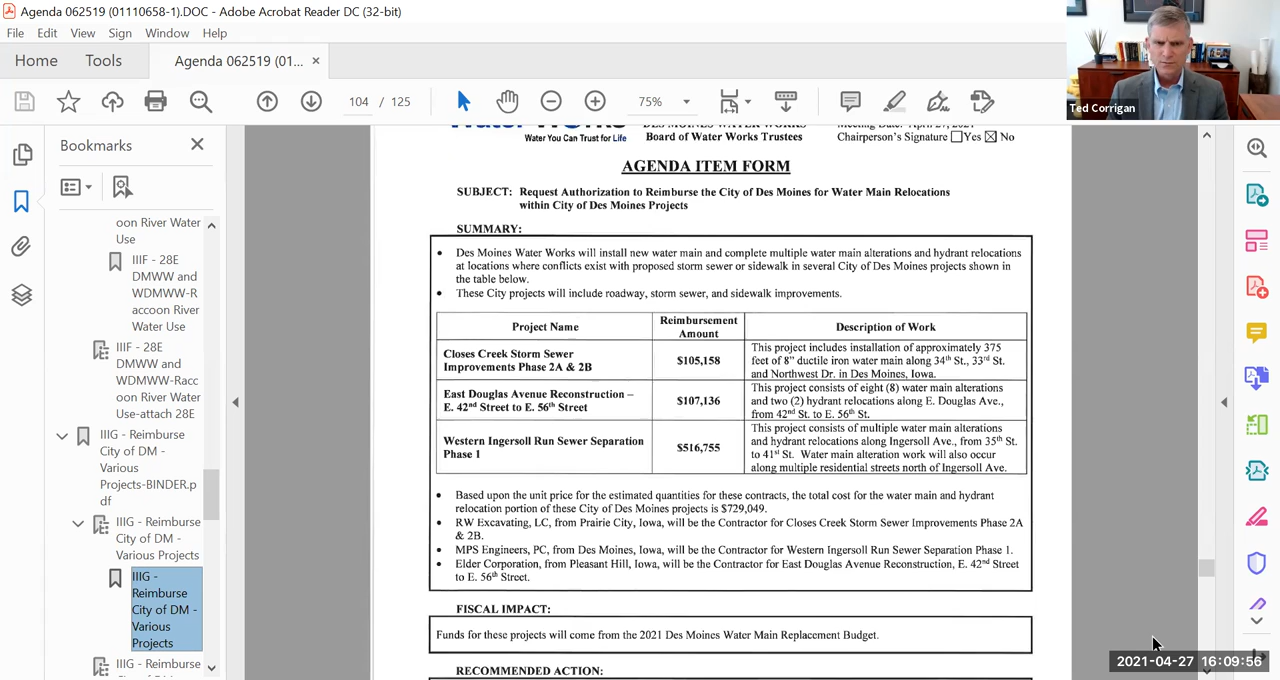 Agenda 062519 (01110658-1).DOC - Adobe Acrobat Reader DC (32-bit)
File Edit View Sign Window Help
Home Tools Agenda 062519 (01... ×
104 / 125 75%
Ted Corrigan
Bookmarks
oon River Water
Use
IIIF - 28E
DMWW and
WDMWW-R
accoon River
Water Use
IIIF - 28E
DMWW and
WDMWW-Racc
oon River Water
Use-attach 28E
IIIG - Reimburse
City of DM -
Various
Projects-BINDER.p
df
IIIG - Reimburse
City of DM -
Various Projects
IIIG -
Reimburse
City of DM -
Various
Projects
IIIG - Reimburse
Water You Can Trust for Life
Board of Water Works Trustees
Meeting Date: April 27, 2021
Chairperson's Signature Yes No
AGENDA ITEM FORM
SUBJECT: Request Authorization to Reimburse the City of Des Moines for Water Main Relocations
within City of Des Moines Projects
SUMMARY:
• Des Moines Water Works will install new water main and complete multiple water main alterations and hydrant relocations
at locations where conflicts exist with proposed storm sewer or sidewalk in several City of Des Moines projects shown in
the table below.
• These City projects will include roadway, storm sewer, and sidewalk improvements.
Project Name
Reimbursement
Amount
Description of Work
Closes Creek Storm Sewer
Improvements Phase 2A & 2B
$105,158
This project includes installation of approximately 375
feet of 8" ductile iron water main along 34th St., 33rd St.
and Northwest Dr. in Des Moines, Iowa.
East Douglas Avenue Reconstruction –
E. 42nd Street to E. 56th Street
$107,136
This project consists of eight (8) water main alterations
and two (2) hydrant relocations along E. Douglas Ave.,
from 42nd St. to E. 56th St.
Western Ingersoll Run Sewer Separation
Phase 1
$516,755
This project consists of multiple water main alterations
and hydrant relocations along Ingersoll Ave., from 35th St.
to 41st St. Water main alteration work will also occur
along multiple residential streets north of Ingersoll Ave.
• Based upon the unit price for the estimated quantities for these contracts, the total cost for the water main and hydrant
relocation portion of these City of Des Moines projects is $729,049.
• RW Excavating, LC, from Prairie City, Iowa, will be the Contractor for Closes Creek Storm Sewer Improvements Phase 2A
& 2B.
• MPS Engineers, PC, from Des Moines, Iowa, will be the Contractor for Western Ingersoll Run Sewer Separation Phase 1.
• Elder Corporation, from Pleasant Hill, Iowa, will be the Contractor for East Douglas Avenue Reconstruction, E. 42nd Street
to E. 56th Street.
FISCAL IMPACT:
Funds for these projects will come from the 2021 Des Moines Water Main Replacement Budget.
RECOMMENDED ACTION:
2021-04-27 16:09:56